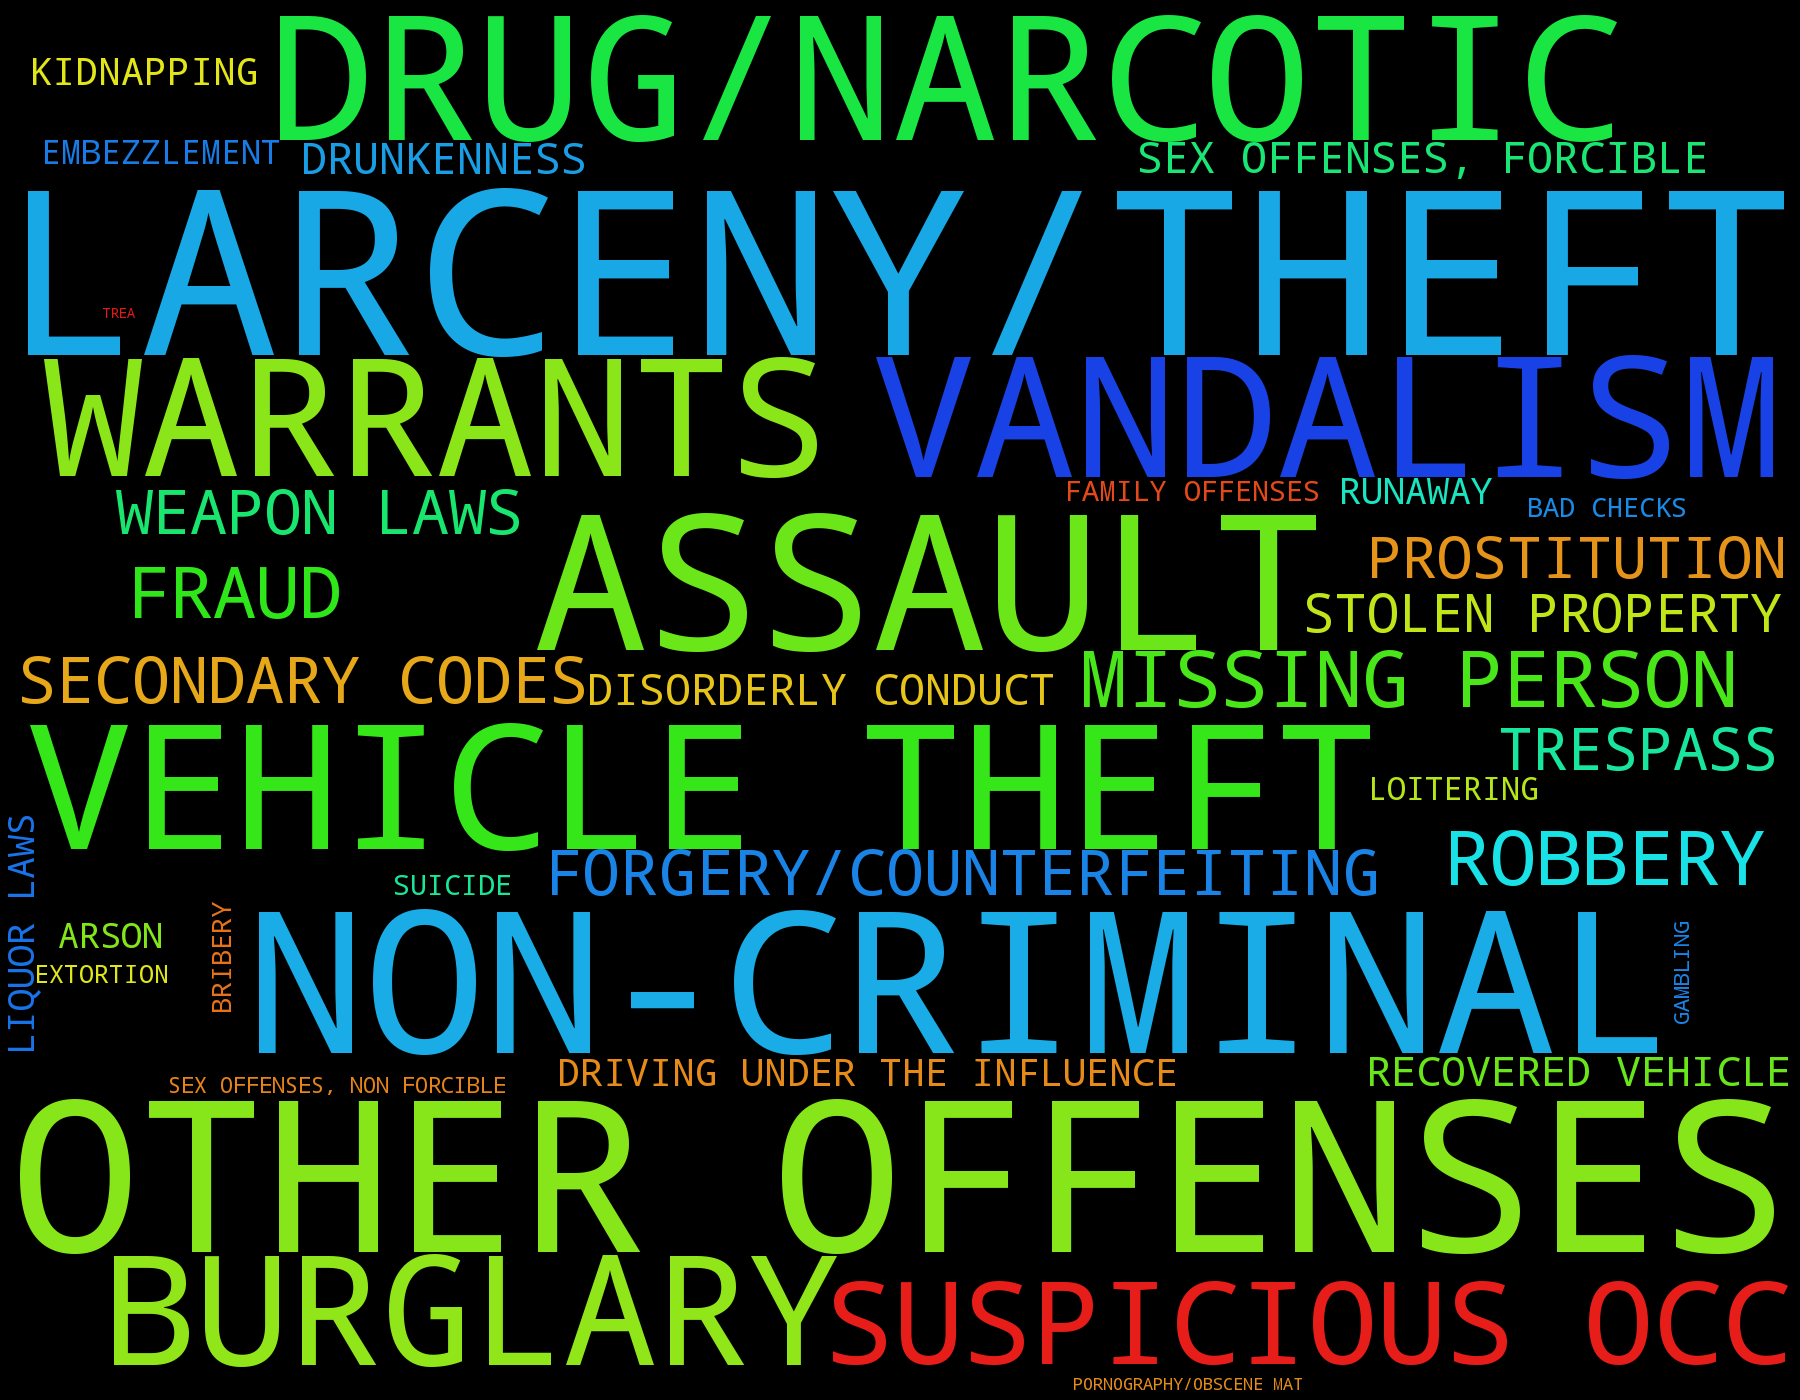 DRUG/NARCOTIC
KIDNAPPING
EMBEZZLEMENT
DRUNKENNESS
SEX OFFENSES, FORCIBLE
LARCENY/THEFT
TREA
WARRANTS
VANDALISM
WEAPON LAWS
FAMILY OFFENSES
RUNAWAY
BAD CHECKS
ASSAULT
PROSTITUTION
FRAUD
STOLEN PROPERTY
SECONDARY CODES
DISORDERLY CONDUCT
MISSING PERSON
VEHICLE THEFT
TRESPASS
LOITERING
LIQUOR LAWS
SUICIDE
FORGERY/COUNTERFEITING
ROBBERY
ARSON
EXTORTION
BRIBERY
NON-CRIMINAL
GAMBLING
SEX OFFENSES, NON FORCIBLE
DRIVING UNDER THE INFLUENCE
RECOVERED VEHICLE
OTHER OFFENSES
BURGLARY
SUSPICIOUS OCC
PORNOGRAPHY/OBSCENE MAT